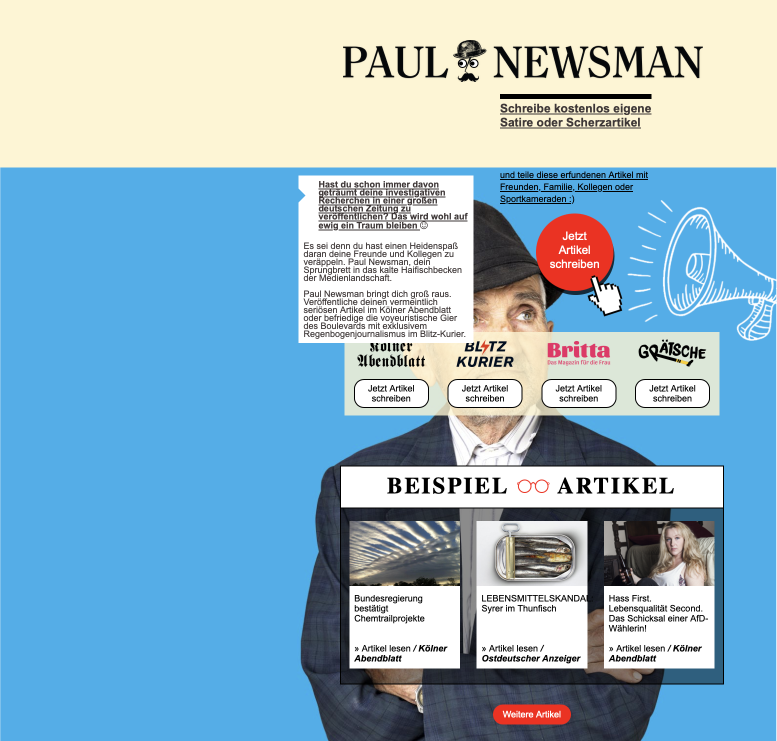 PAUL NEWSMAN
Schreibe kostenlos eigene
Satire oder Scherzartikel
und teile diese erfundenen Artikel mit
Freunden, Familie, Kollegen oder
Sportkameraden :)
Hast du schon immer davon
geträumt deine investigativen
Recherchen in einer großen
deutschen Zeitung zu
veröffentlichen? Das wird wohl auf
ewig ein Traum bleiben ☺
Es sei denn du hast einen Heidenspaß
daran deine Freunde und Kollegen zu
veräppeln. Paul Newsman, dein
Sprungbrett in das kalte Haifischbecken
der Medienlandschaft.
Paul Newsman bringt dich groß raus.
Veröffentliche deinen vermeintlich
seriösen Artikel im Kölner Abendblatt
oder befriedige die voyeuristische Gier
des Boulevards mit exklusivem
Regenbogenjournalismus im Blitz-Kurier.
Jetzt
Artikel
schreiben
Kölner
Abendblatt
Jetzt Artikel
schreiben
BLITZ
KURIER
Jetzt Artikel
schreiben
Britta
Das Magazin für die Frau
Jetzt Artikel
schreiben
GRÄTSCHE
Jetzt Artikel
schreiben
BEISPIEL ARTIKEL
Bundesregierung
bestätigt
Chemtrailprojekte
» Artikel lesen / Kölner
Abendblatt
LEBENSMITTELSKANDAL:
Syrer im Thunfisch
» Artikel lesen /
Ostdeutscher Anzeiger
Hass First.
Lebensqualität Second.
Das Schicksal einer AfD-
Wählerin!
» Artikel lesen / Kölner
Abendblatt
Weitere Artikel